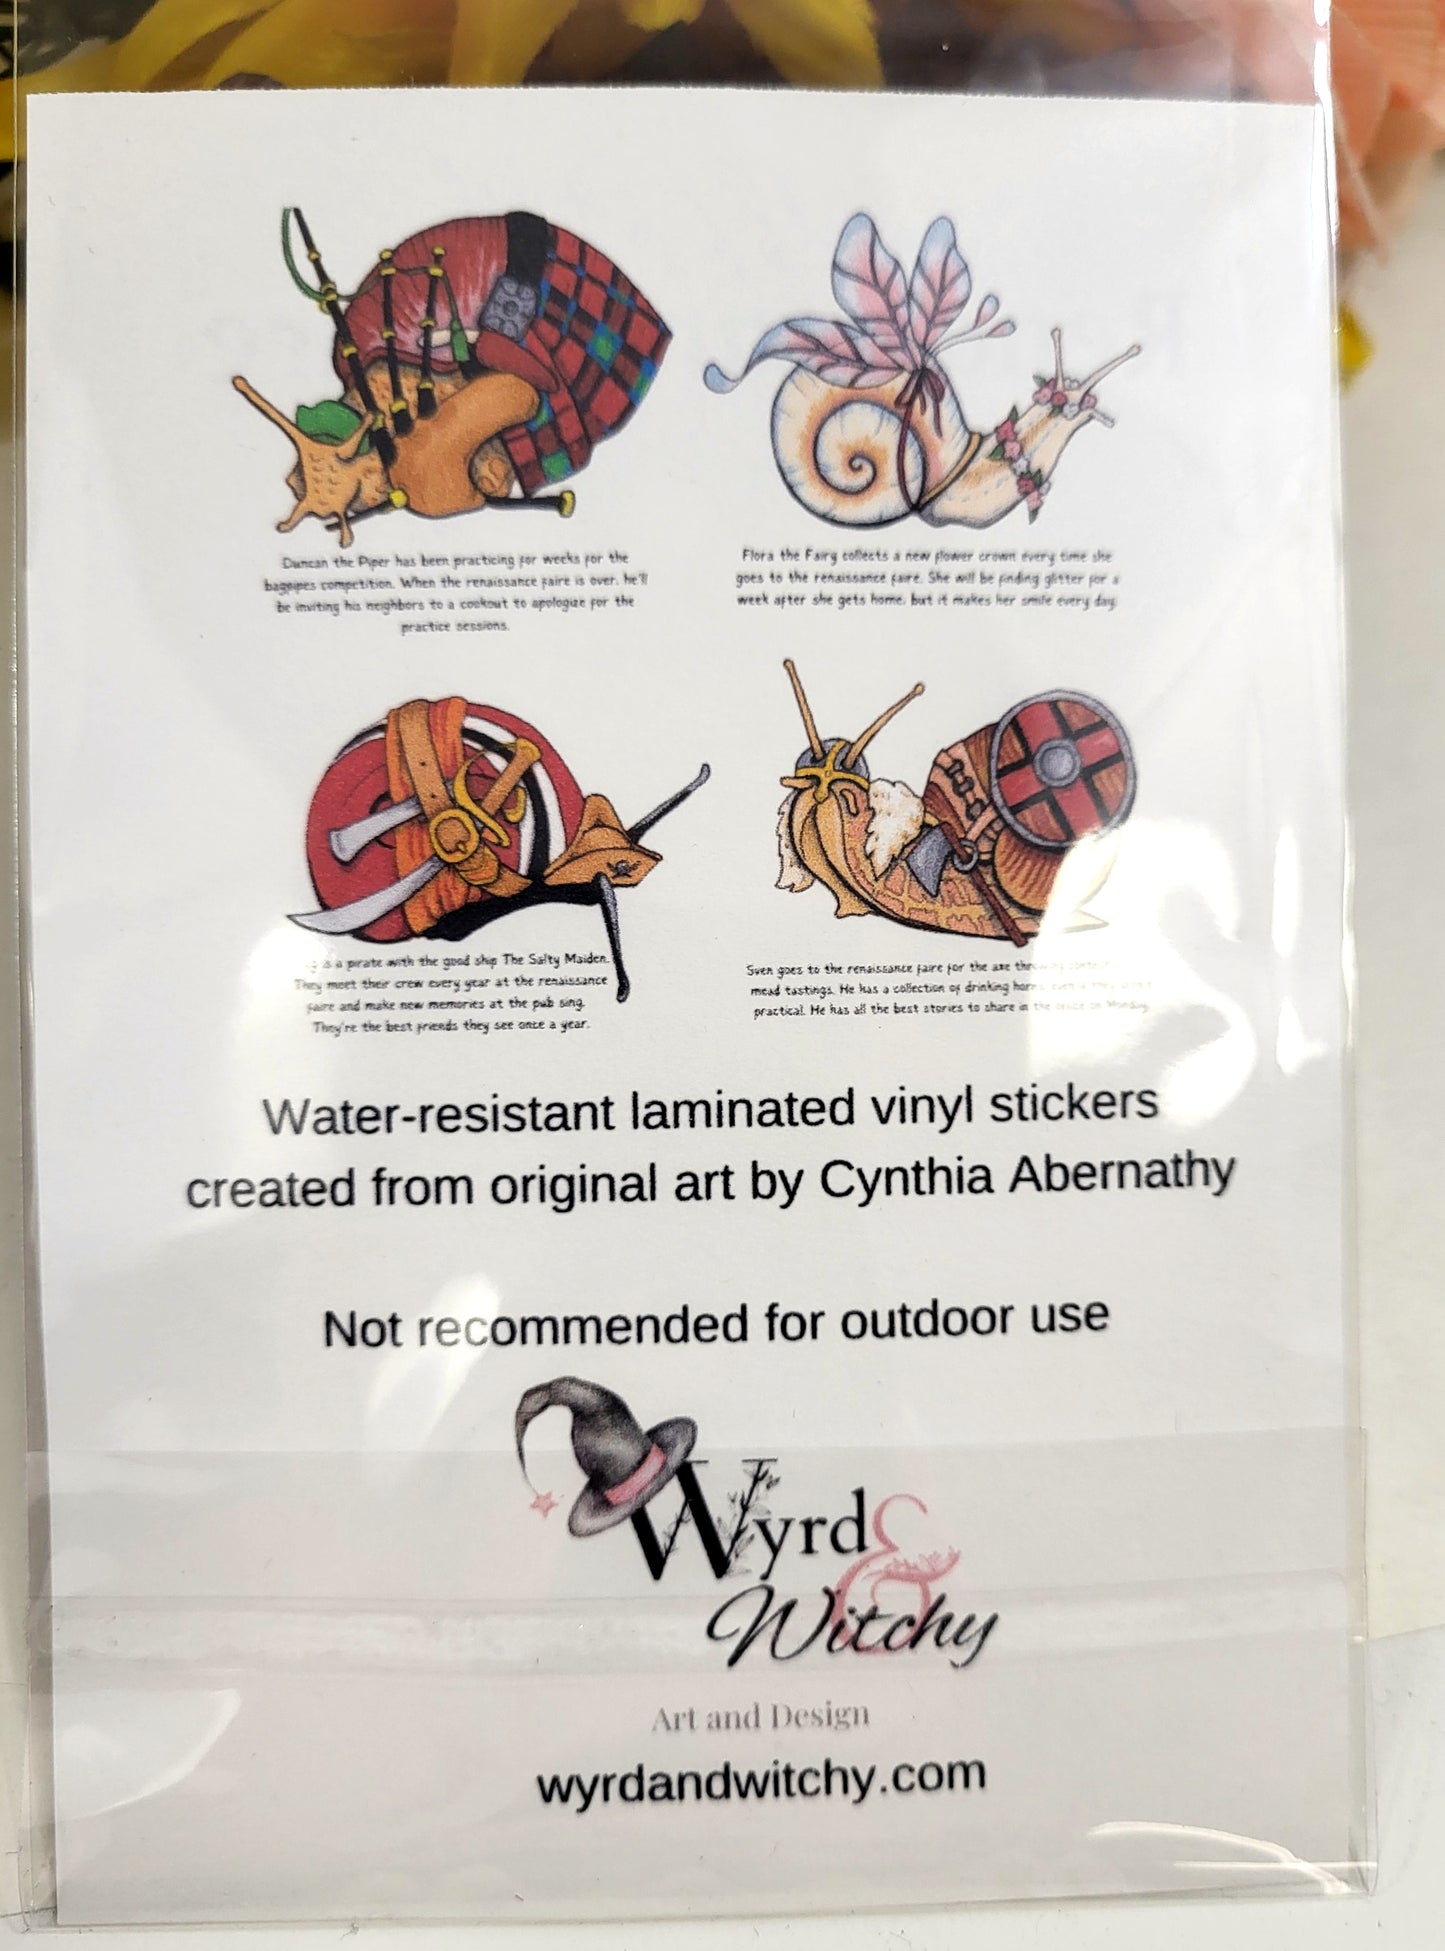 Duncan the Piper has been practicing for weeks for the
bagpipes competition. When the renaissance faire is over, he'll
be inviting his neighbors to a cookout to apologize for the
practice sessions.
Flora the Fairy collects a new flower crown every time she
goes to the renaissance faire. She will be finding glitter for a
week after she gets home, but it makes her smile every day.
is a pirate with the good ship The Salty Maiden.
They meet their crew every year at the renaissance
faire and make new memories at the pub sing.
They're the best friends they see once a year.
Sven goes to the renaissance faire for the axe
mead tastings. He has a collection of drinking
practical. He has all the best stories to share in the office on Monday.
Water-resistant laminated vinyl stickers
created from original art by Cynthia Abernathy
Not recommended for outdoor use
Wyrd &
Witchy
Art and Design
wyrdandwitchy.com